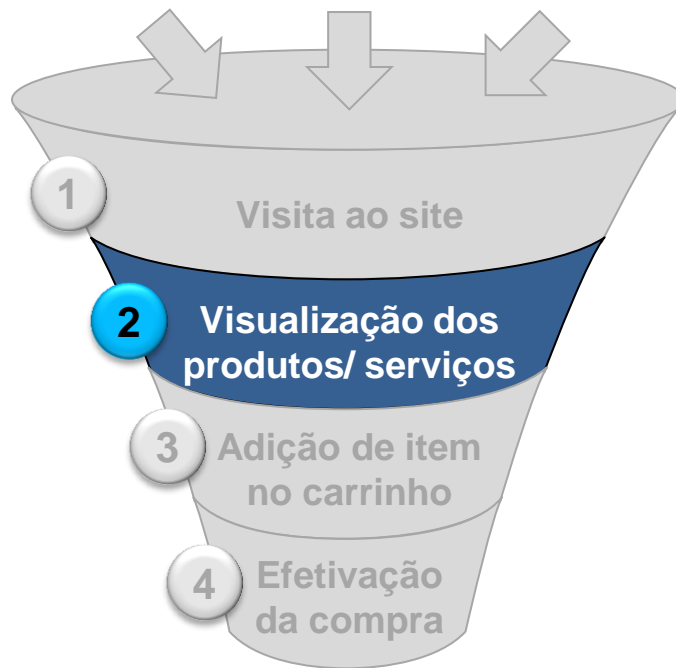 1
Visita ao site
2
Visualização dos
produtos/ serviços
3
Adição de item
no carrinho
4
Efetivação
da compra